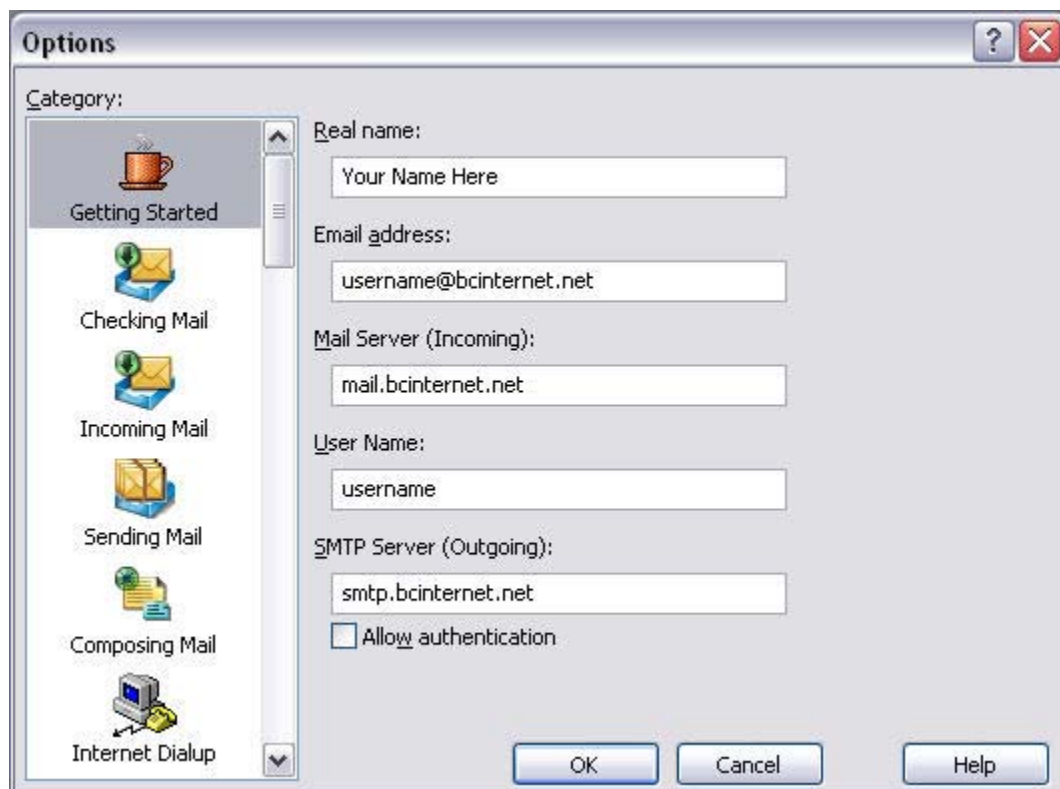 Options
Category:
Getting Started
Checking Mail
Incoming Mail
Sending Mail
Composing Mail
Internet Dialup
Real name:
Your Name Here
Email address:
username@bcinternet.net
Mail Server (Incoming):
mail.bcinternet.net
User Name:
username
SMTP Server (Outgoing):
smtp.bcinternet.net
Allow authentication
OK
Cancel
Help